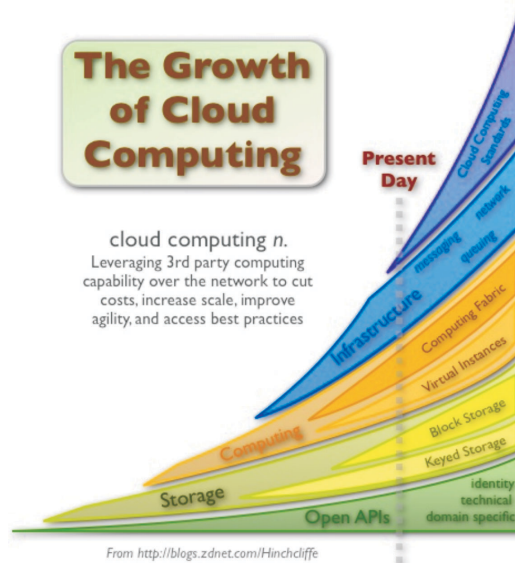 The Growth
of Cloud
Computing
Present
Day
Cloud Computing
Standards
cloud computing n.
Leveraging 3rd party computing
capability over the network to cut
costs, increase scale, improve
agility, and access best practices
messaging
network
queuing
Infrastructure
Computing Fabric
Virtual Instances
Computing
Block Storage
Keyed Storage
Storage
identity
technical
domain specific
Open APIs
From http://blogs.zdnet.com/Hinchcliffe